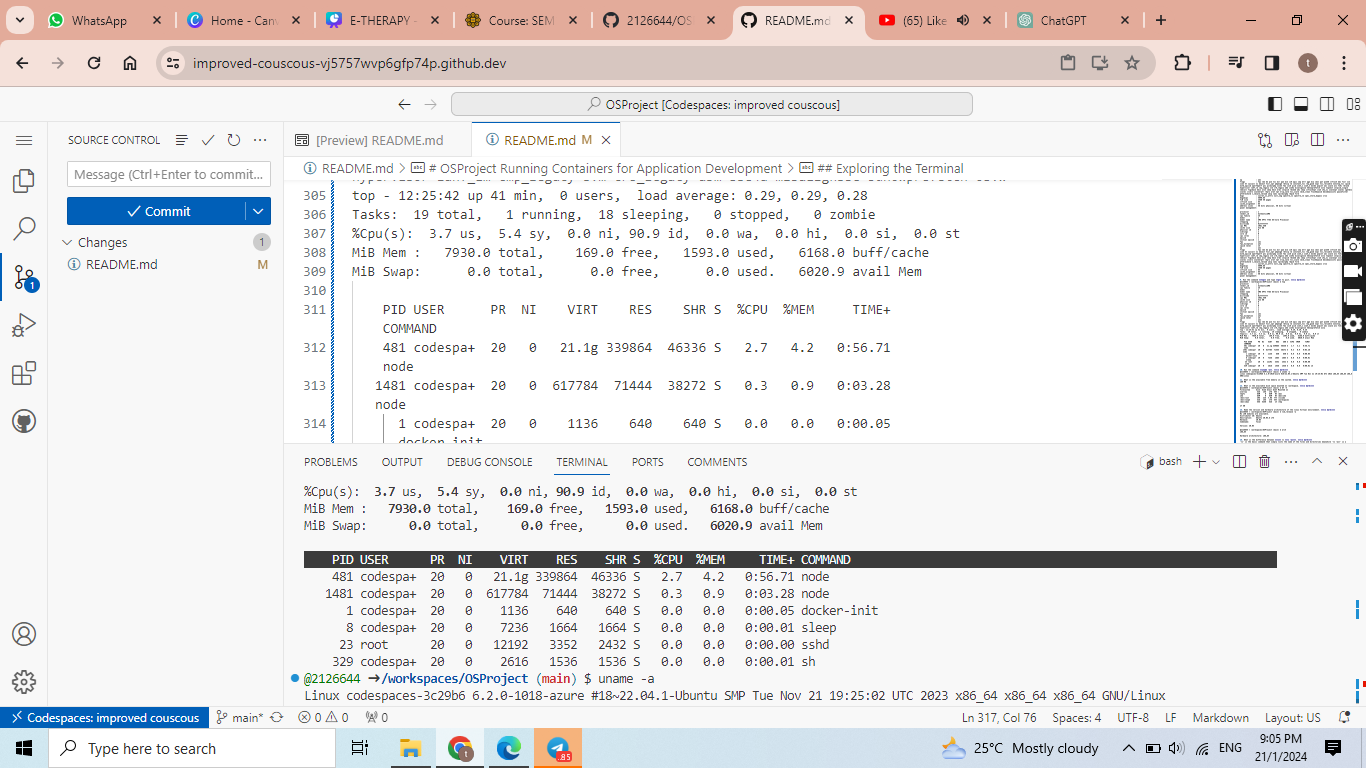 WhatsApp
Home - Can
E-THERAPY -
Course: SEM
2126644/OS
README.md
(65) Like
ChatGPT
improved-couscous-vj5757wvp6gfp74p.github.dev
t
OSProject [Codespaces: improved couscous]
SOURCE CONTROL
[Preview] README.md
README.md M
README.md > # OSProject Running Containers for Application Development > ## Exploring the Terminal
Message (Ctrl+Enter to commit...
Commit
Changes 1
README.md M
1
305 top - 12:25:42 up 41 min, 0 users, load average: 0.29, 0.29, 0.28
306 Tasks: 19 total, 1 running, 18 sleeping, 0 stopped, 0 zombie
307 %Cpu(s): 3.7 us, 5.4 sy, 0.0 ni, 90.9 id, 0.0 wa, 0.0 hi, 0.0 si, 0.0 st
308 MiB Mem : 7930.0 total, 169.0 free, 1593.0 used, 6168.0 buff/cache
309 MiB Swap: 0.0 total, 0.0 free, 0.0 used. 6020.9 avail Mem
310
311 PID USER PR NI VIRT RES SHR S %CPU %MEM TIME+
COMMAND
312 481 codespa+ 20 0 21.1g 339864 46336 S 2.7 4.2 0:56.71
node
313 1481 codespa+ 20 0 617784 71444 38272 S 0.3 0.9 0:03.28
node
314 1 codespa+ 20 0 1136 640 640 S 0.0 0.0 0:00.05
docker-init
PROBLEMS OUTPUT DEBUG CONSOLE TERMINAL PORTS COMMENTS
bash
%Cpu(s): 3.7 us, 5.4 sy, 0.0 ni, 90.9 id, 0.0 wa, 0.0 hi, 0.0 si, 0.0 st
MiB Mem : 7930.0 total, 169.0 free, 1593.0 used, 6168.0 buff/cache
MiB Swap: 0.0 total, 0.0 free, 0.0 used. 6020.9 avail Mem
PID USER PR NI VIRT RES SHR S %CPU %MEM TIME+ COMMAND
481 codespa+ 20 0 21.1g 339864 46336 S 2.7 4.2 0:56.71 node
1481 codespa+ 20 0 617784 71444 38272 S 0.3 0.9 0:03.28 node
1 codespa+ 20 0 1136 640 640 S 0.0 0.0 0:00.05 docker-init
8 codespa+ 20 0 7236 1664 1664 S 0.0 0.0 0:00.01 sleep
23 root 20 0 12192 3352 2432 S 0.0 0.0 0:00.00 sshd
329 codespa+ 20 0 2616 1536 1536 S 0.0 0.0 0:00.01 sh
@2126644 ➜/workspaces/OSProject (main) $ uname -a
Linux codespaces-3c29b6 6.2.0-1018-azure #18~22.04.1-Ubuntu SMP Tue Nov 21 19:25:02 UTC 2023 x86_64 x86_64 x86_64 GNU/Linux
Codespaces: improved couscous
main*
0 0
0
Ln 317, Col 76
Spaces: 4
UTF-8
LF
Markdown
Layout: US
Type here to search
t
.85
25°C Mostly cloudy
ENG
9:05 PM
21/1/2024